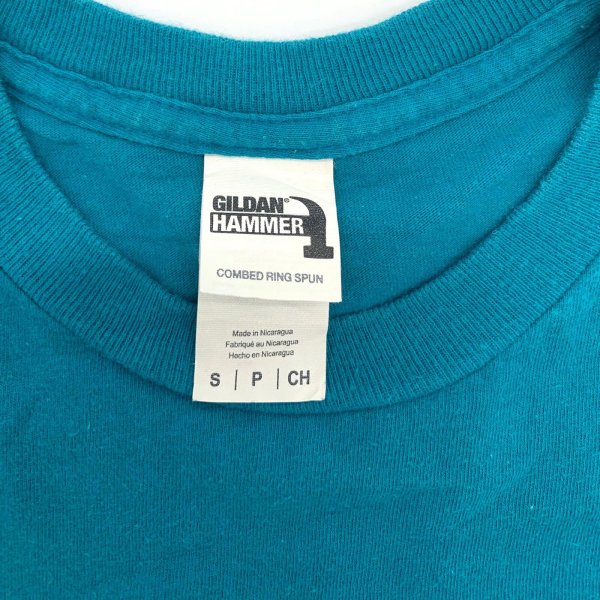 GILDAN®
HAMMER
COMBED RING SPUN
Made in Nicaragua
Fabriqué au Nicaragua
Hecho en Nicaragua
S | P | CH